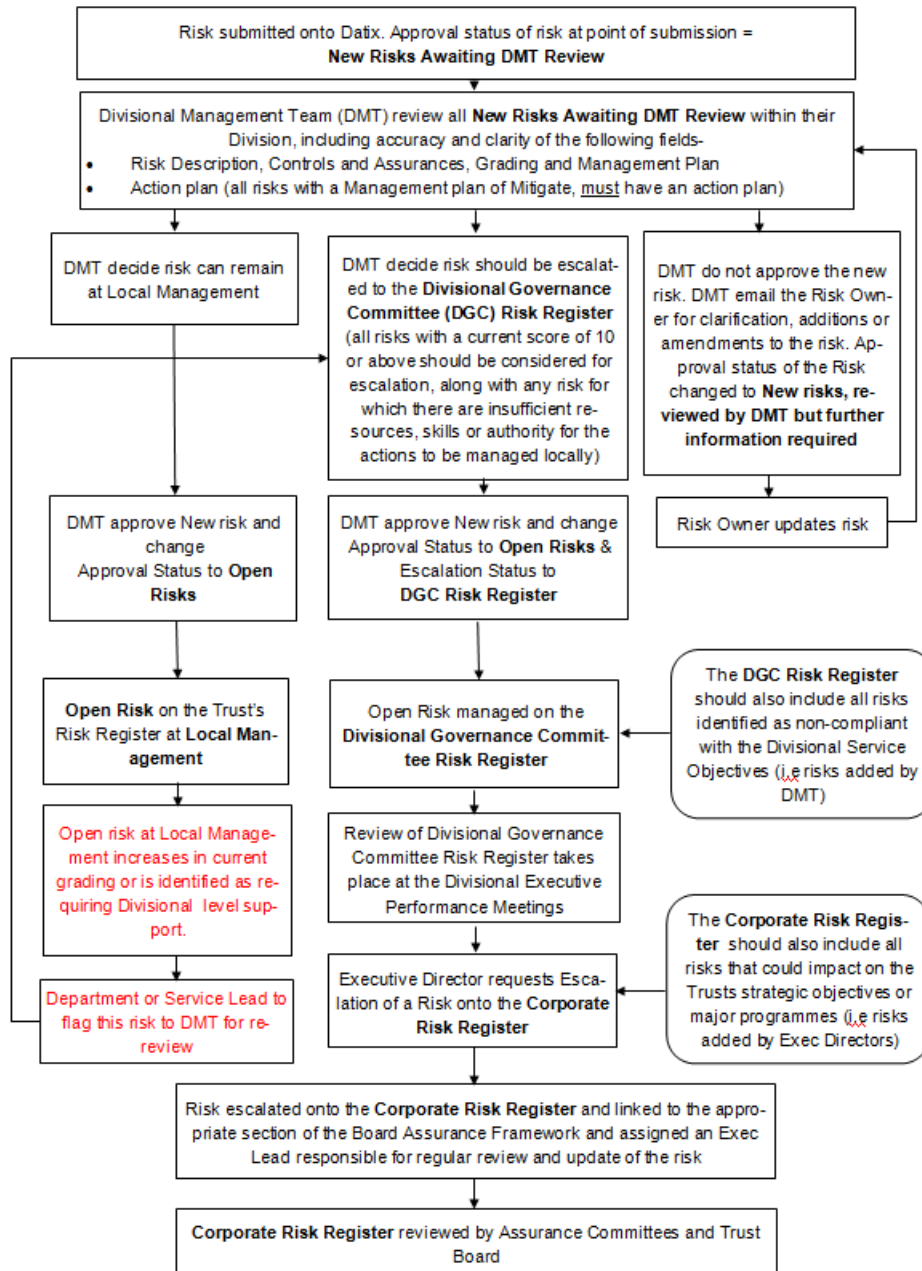 Risk submitted onto Datix. Approval status of risk at point of submission =
New Risks Awaiting DMT Review
Divisional Management Team (DMT) review all New Risks Awaiting DMT Review within their
Division, including accuracy and clarity of the following fields-
• Risk Description, Controls and Assurances, Grading and Management Plan
• Action plan (all risks with a Management plan of Mitigate, must have an action plan)
DMT decide risk can remain
at Local Management
DMT decide risk should be escalat-
ed to the Divisional Governance
Committee (DGC) Risk Register
(all risks with a current score of 10
or above should be considered for
escalation, along with any risk for
which there are insufficient re-
sources, skills or authority for the
actions to be managed locally)
DMT do not approve the new
risk. DMT email the Risk Own-
er for clarification, additions or
amendments to the risk. Ap-
proval status of the Risk
changed to New risks, re-
viewed by DMT but further
information required
Risk Owner updates risk
DMT approve New risk and
change
Approval Status to Open
Risks
DMT approve New risk and change
Approval Status to Open Risks &
Escalation Status to
DGC Risk Register
Open Risk on the Trust's
Risk Register at Local Man-
agement
Open Risk managed on the
Divisional Governance Commit-
tee Risk Register
The DGC Risk Register
should also include all risks
identified as non-compliant
with the Divisional Service
Objectives (i,e risks added by
DMT)
Open risk at Local Manage-
ment increases in current
grading or is identified as re-
quiring Divisional level sup-
port.
Review of Divisional Governance
Committee Risk Register takes
place at the Divisional Executive
Performance Meetings
Department or Service Lead to
flag this risk to DMT for re-
review
Executive Director requests Esca-
lation of a Risk onto the Corporate
Risk Register
The Corporate Risk Regis-
ter should also include all
risks that could impact on the
Trusts strategic objectives or
major programmes (i,e risks
added by Exec Directors)
Risk escalated onto the Corporate Risk Register and linked to the appro-
priate section of the Board Assurance Framework and assigned an Exec
Lead responsible for regular review and update of the risk
Corporate Risk Register reviewed by Assurance Committees and Trust
Board